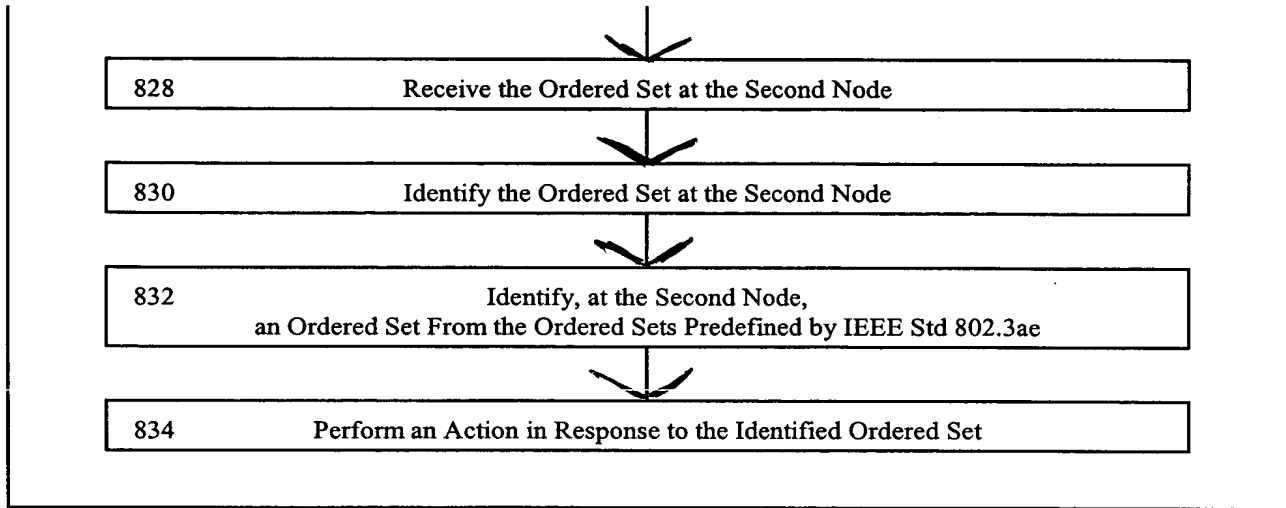 828 Receive the Ordered Set at the Second Node
830 Identify the Ordered Set at the Second Node
832 Identify, at the Second Node,
an Ordered Set From the Ordered Sets Predefined by IEEE Std 802.3ae
834 Perform an Action in Response to the Identified Ordered Set